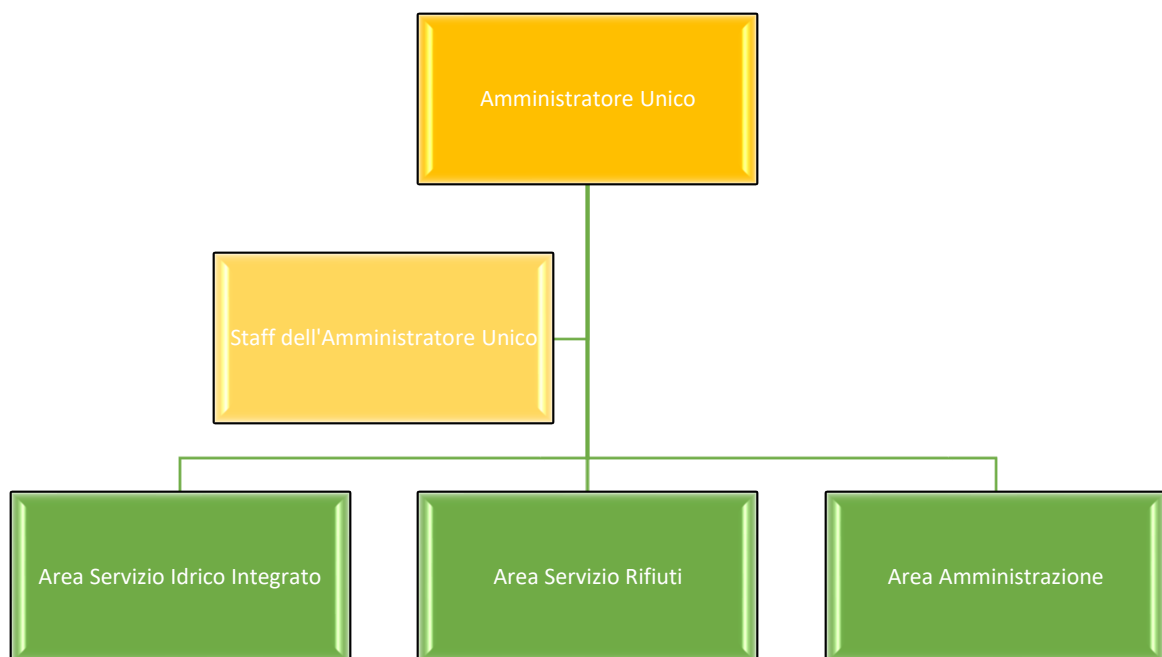 Amministratore Unico
Staff dell'Amministratore Unico
Area Servizio Idrico Integrato
Area Servizio Rifiuti
Area Amministrazione